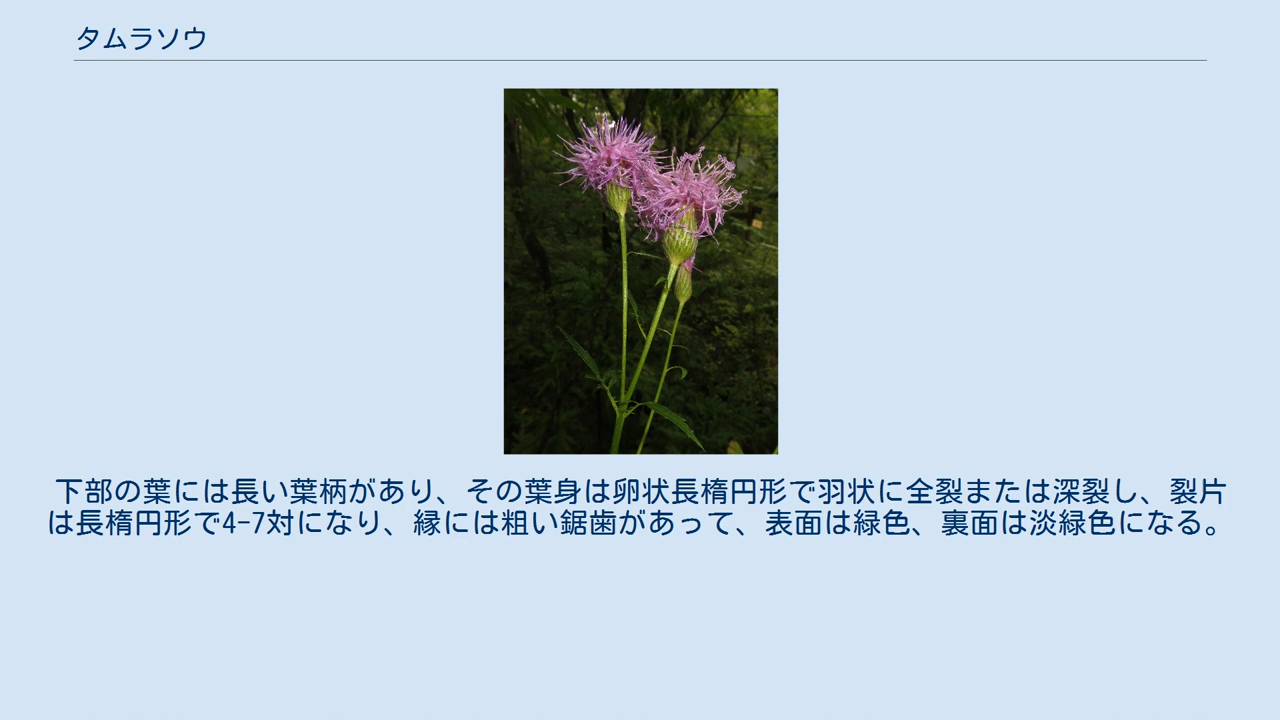 タムラソウ
下部の葉には長い葉柄があり、その葉身は卵状長楕円形で羽状に全裂または深裂し、裂片
は長楕円形で4-7対になり、縁には粗い鋸歯があって、表面は緑色、裏面は淡緑色になる。